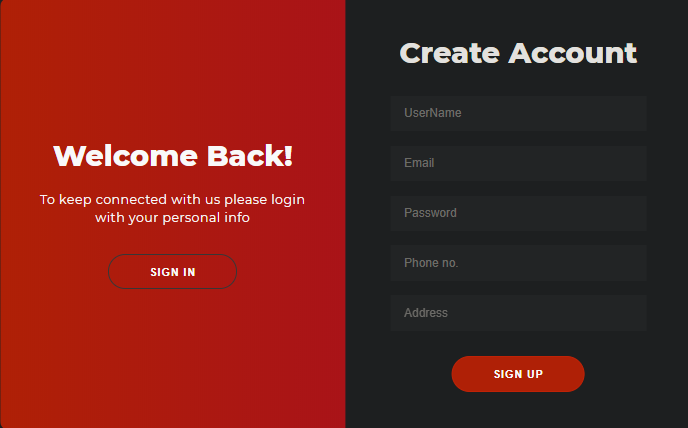 Welcome Back!
To keep connected with us please login
with your personal info
SIGN IN
Create Account
UserName
Email
Password
Phone no.
Address
SIGN UP